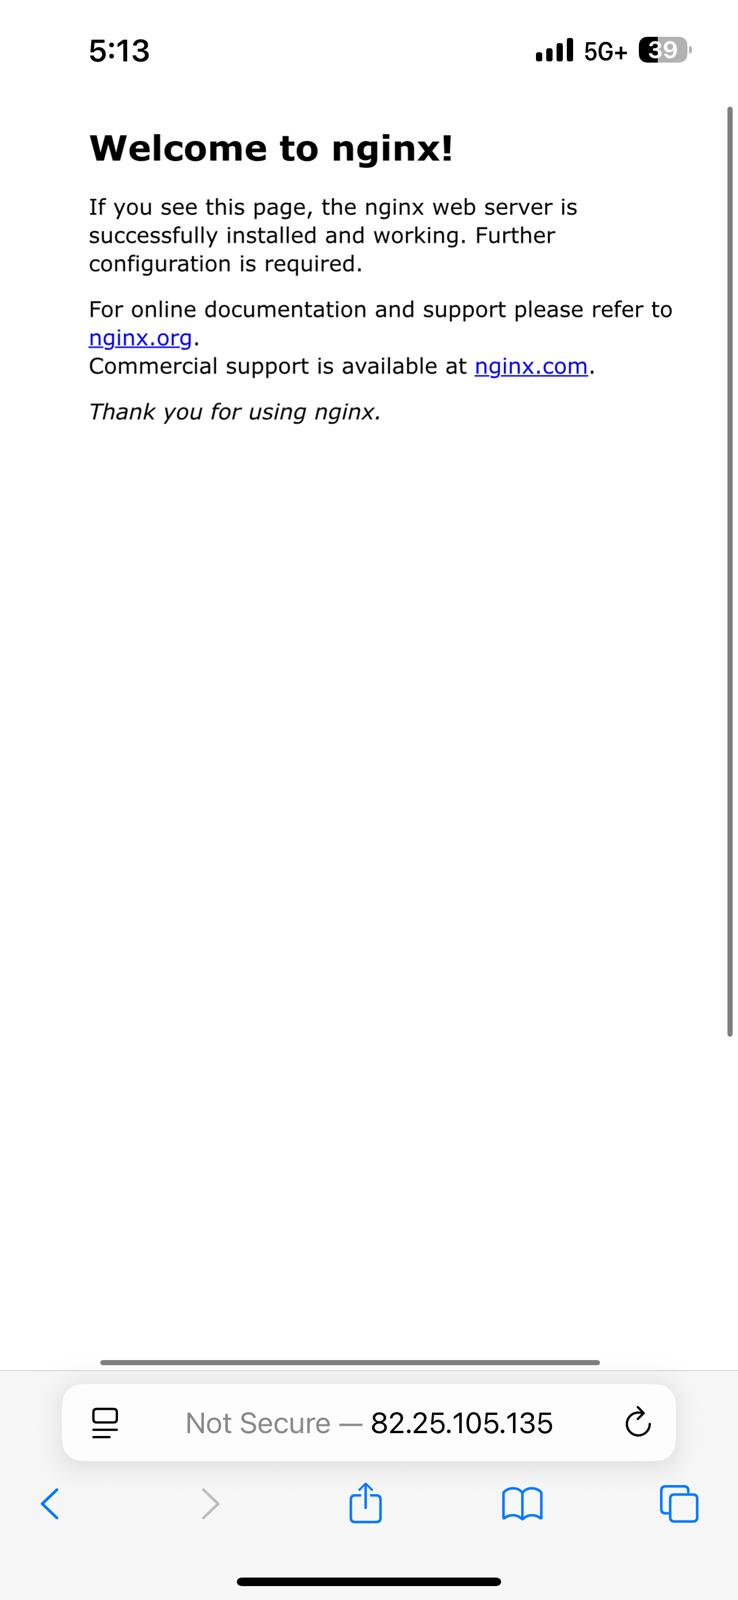 5:13
5G+
39
Welcome to nginx!
If you see this page, the nginx web server is
successfully installed and working. Further
configuration is required.
For online documentation and support please refer to
nginx.org.
Commercial support is available at nginx.com.
Thank you for using nginx.
Not Secure — 82.25.105.135